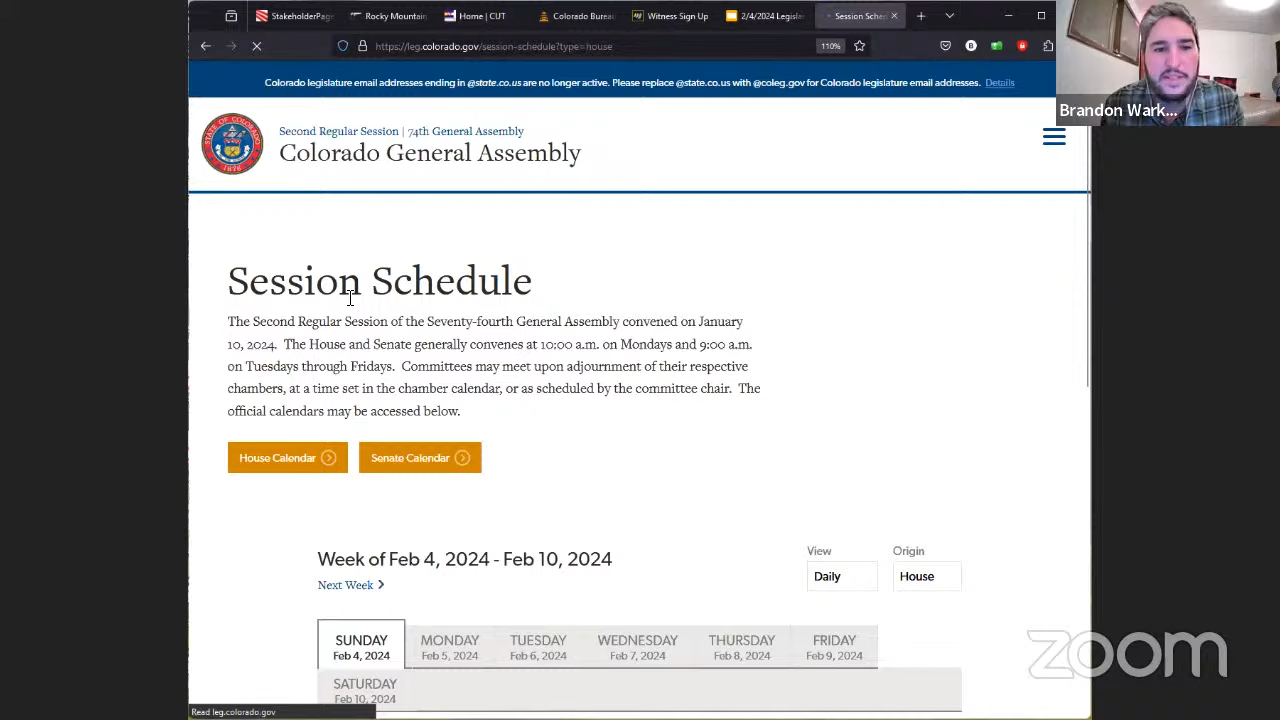 StakeholderPage
Rocky Mountain
Home | CUT
Colorado Burea
Witness Sign Up
2/4/2024 Legisla
Session Sche
https://leg.colorado.gov/session-schedule?type=house
110%
Colorado legislature email addresses ending in @state.co.us are no longer active. Please replace @state.co.us with @coleg.gov for Colorado legislature email addresses. Details
Brandon Wark...
STATE OF COLORADO
1876
Second Regular Session | 74th General Assembly
Colorado General Assembly
Session Schedule
The Second Regular Session of the Seventy-fourth General Assembly convened on January
10, 2024. The House and Senate generally convenes at 10:00 a.m. on Mondays and 9:00 a.m.
on Tuesdays through Fridays. Committees may meet upon adjournment of their respective
chambers, at a time set in the chamber calendar, or as scheduled by the committee chair. The
official calendars may be accessed below.
House Calendar
Senate Calendar
Week of Feb 4, 2024 - Feb 10, 2024
Next Week
View
Origin
Daily
House
SUNDAY
Feb 4, 2024
MONDAY
Feb 5, 2024
TUESDAY
Feb 6, 2024
WEDNESDAY
Feb 7, 2024
THURSDAY
Feb 8, 2024
FRIDAY
Feb 9, 2024
SATURDAY
Feb 10, 2024
Read leg.colorado.gov
zoom